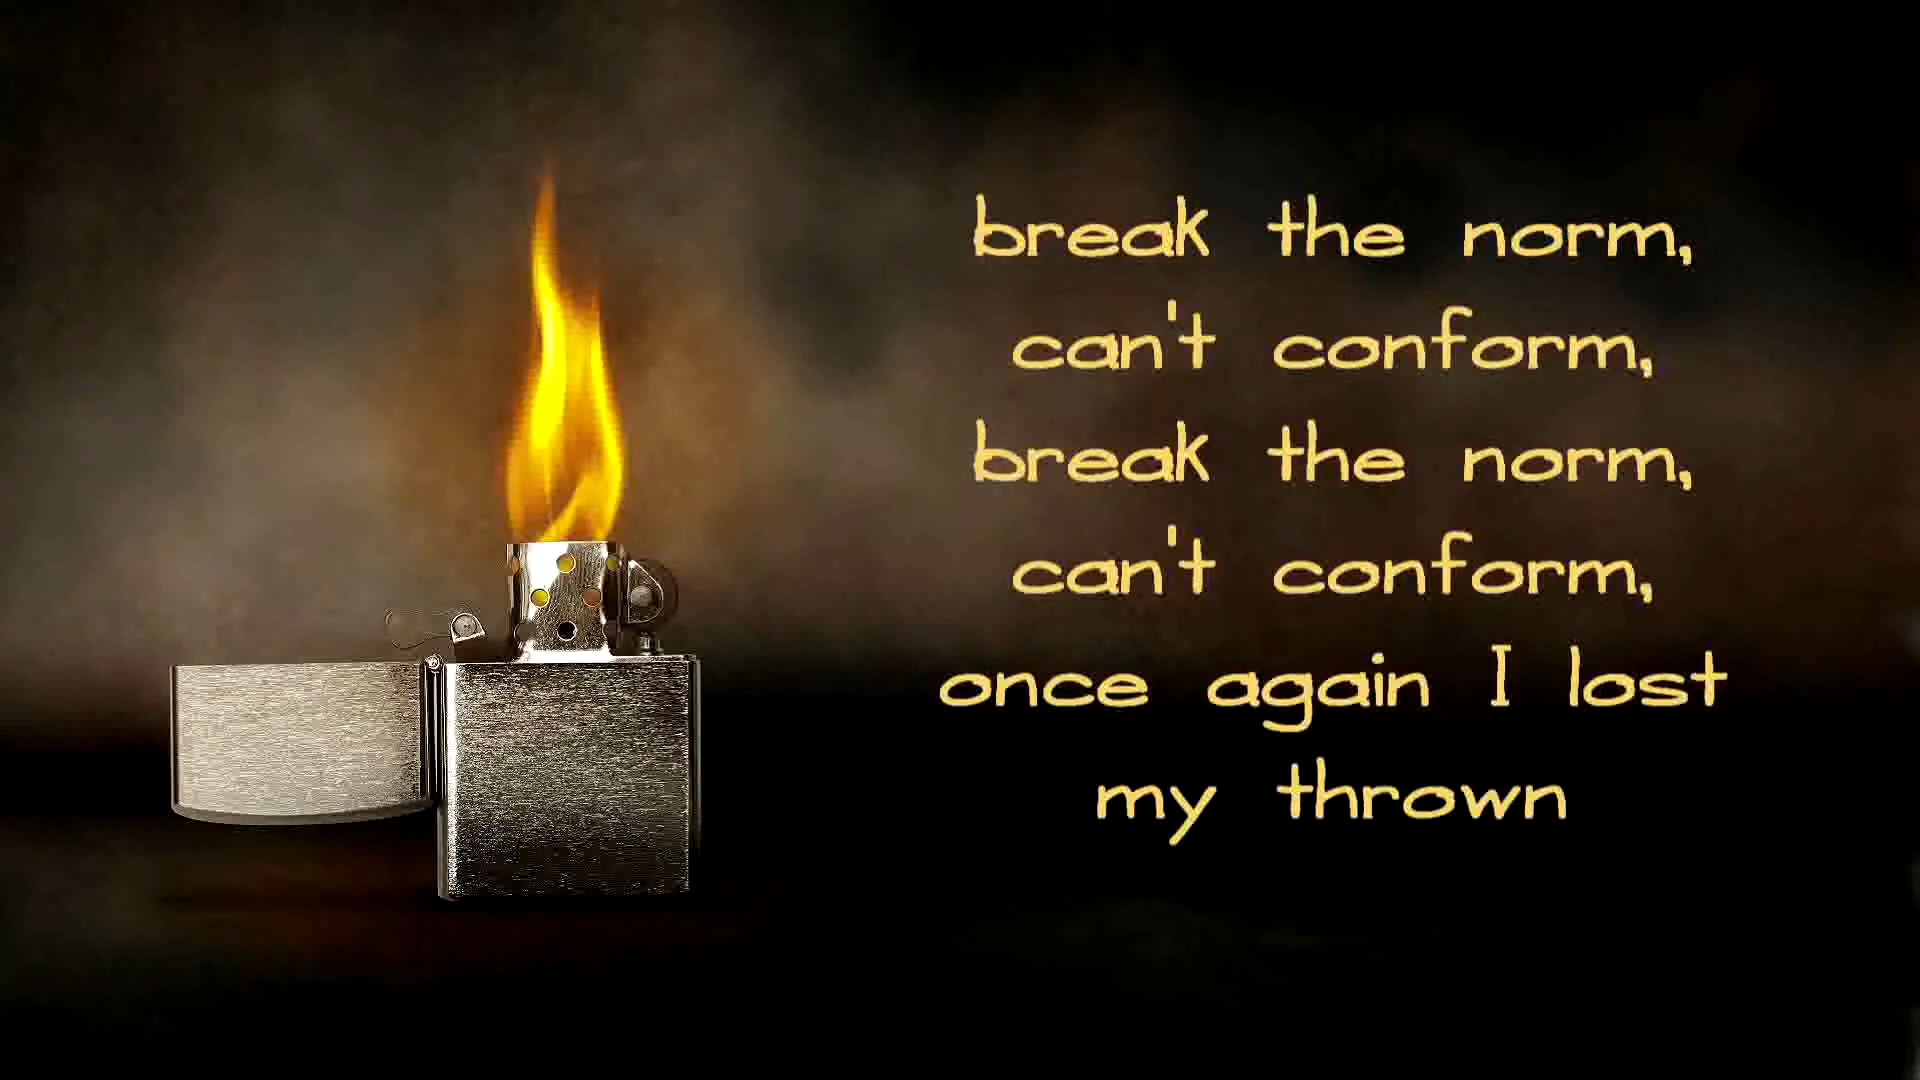 break the norm,
can't conform,
break the norm,
can't conform,
once again I lost
my thrown